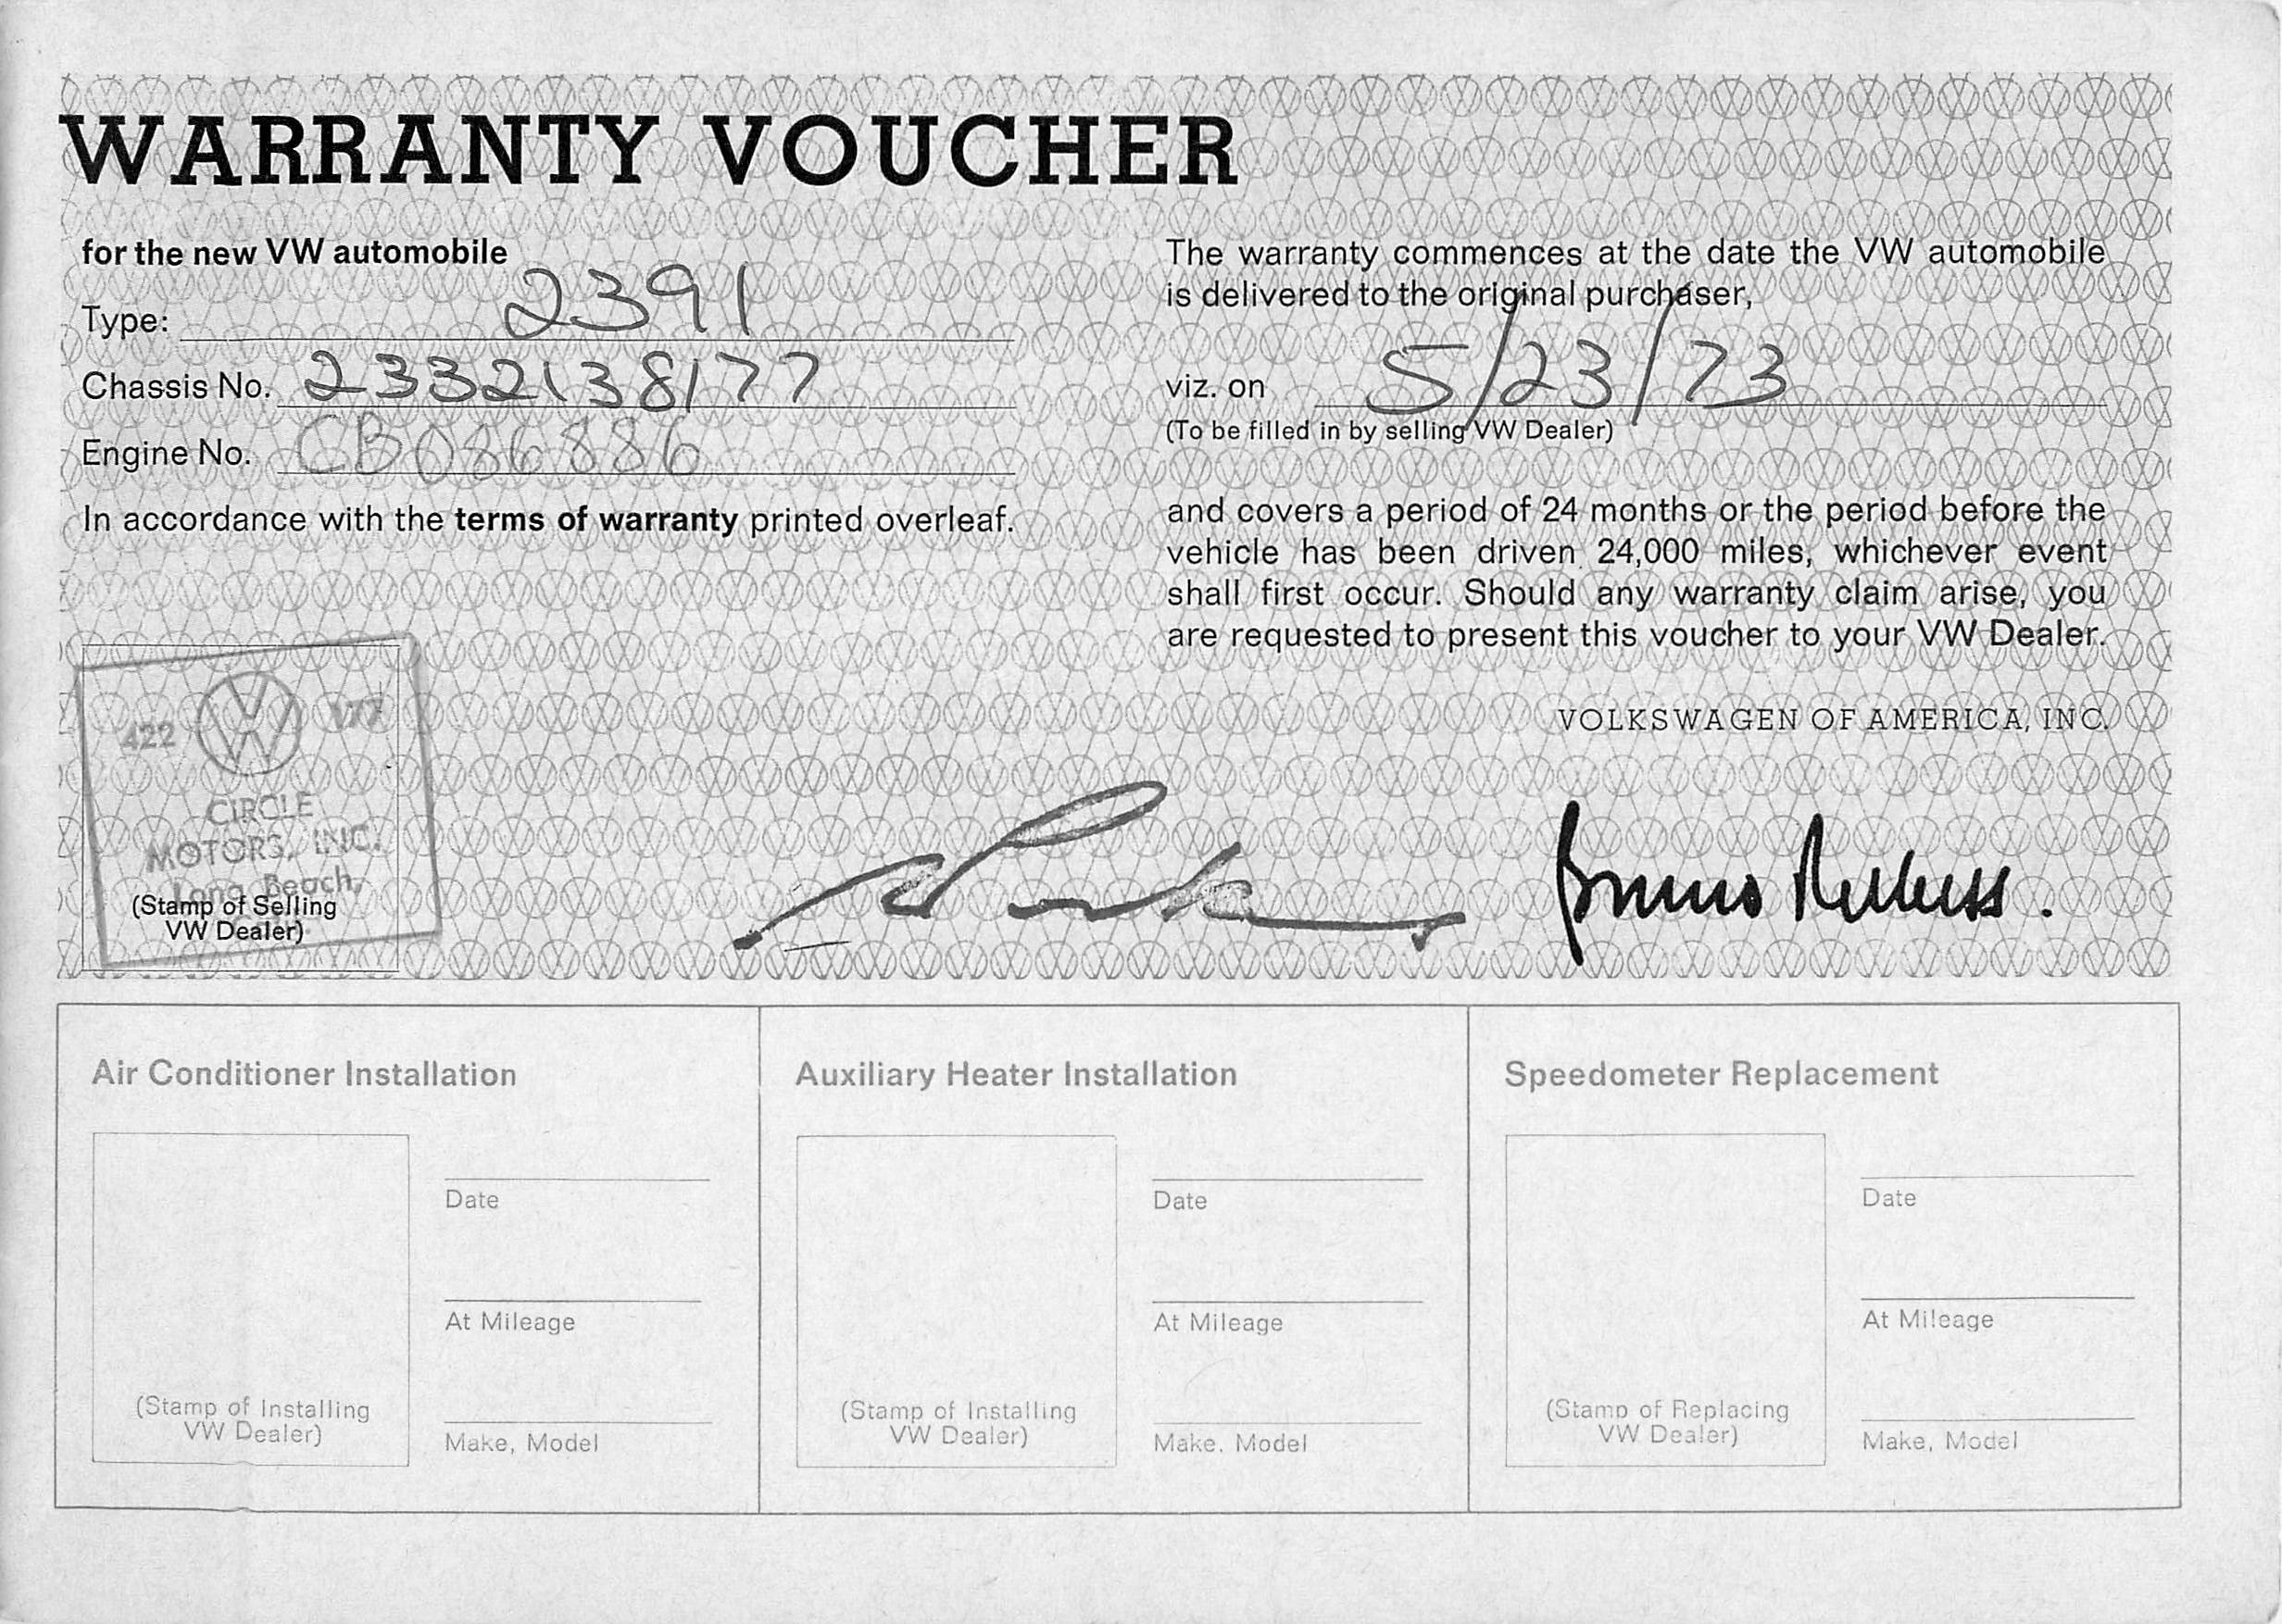 WARRANTY VOUCHER
for the new VW automobile
Type: 2391
Chassis No. 2332138177
Engine No. CB086886
In accordance with the terms of warranty printed overleaf.
The warranty commences at the date the VW automobile
is delivered to the original purchaser,
viz. on 5/23/73
(To be filled in by selling VW Dealer)
and covers a period of 24 months or the period before the
vehicle has been driven 24,000 miles, whichever event
shall first occur. Should any warranty claim arise, you
are requested to present this voucher to your VW Dealer.
VOLKSWAGEN OF AMERICA, INC.
422 VW 177
CIRCLE
MOTORS, INC.
Long Beach,
(Stamp of Selling
VW Dealer)
Air Conditioner Installation
Date
At Mileage
Make, Model
(Stamp of Installing
VW Dealer)
Auxiliary Heater Installation
Date
At Mileage
Make, Model
(Stamp of Installing
VW Dealer)
Speedometer Replacement
Date
At Mileage
Make, Model
(Stamp of Replacing
VW Dealer)